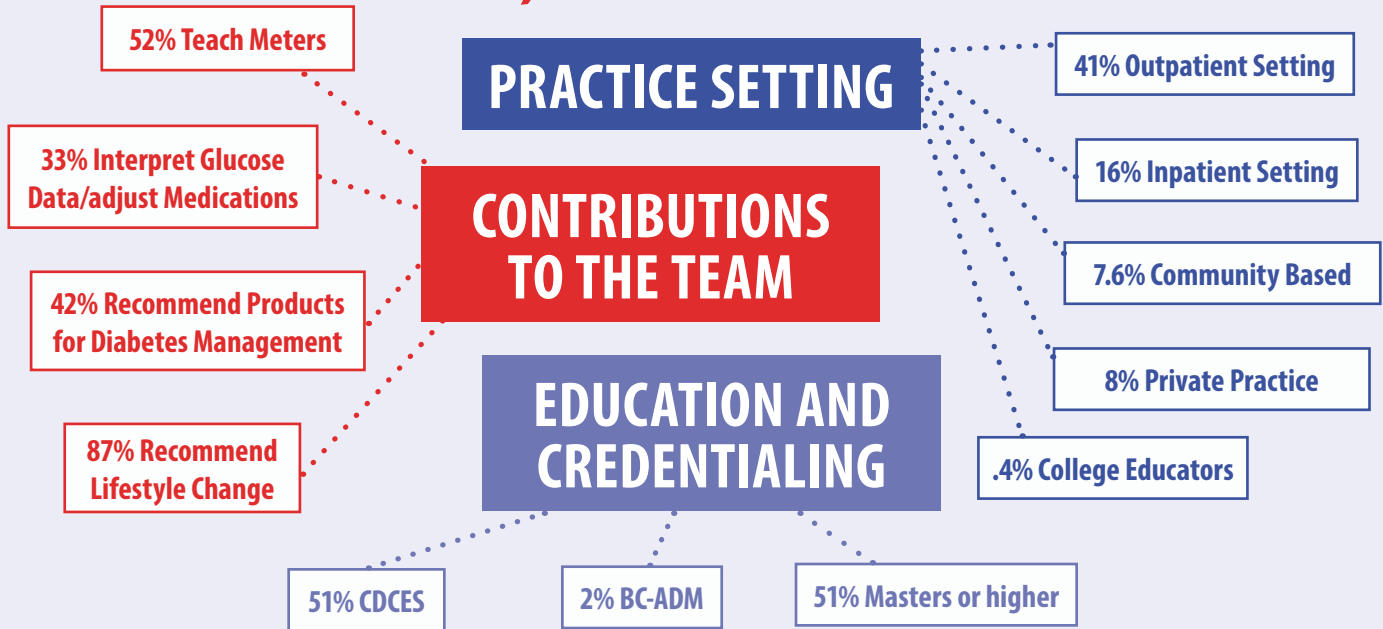 52% Teach Meters
33% Interpret Glucose
Data/adjust Medications
42% Recommend Products
for Diabetes Management
87% Recommend
Lifestyle Change
PRACTICE SETTING
CONTRIBUTIONS
TO THE TEAM
EDUCATION AND
CREDENTIALING
41% Outpatient Setting
16% Inpatient Setting
7.6% Community Based
8% Private Practice
.4% College Educators
51% CDCES
2% BC-ADM
51% Masters or higher